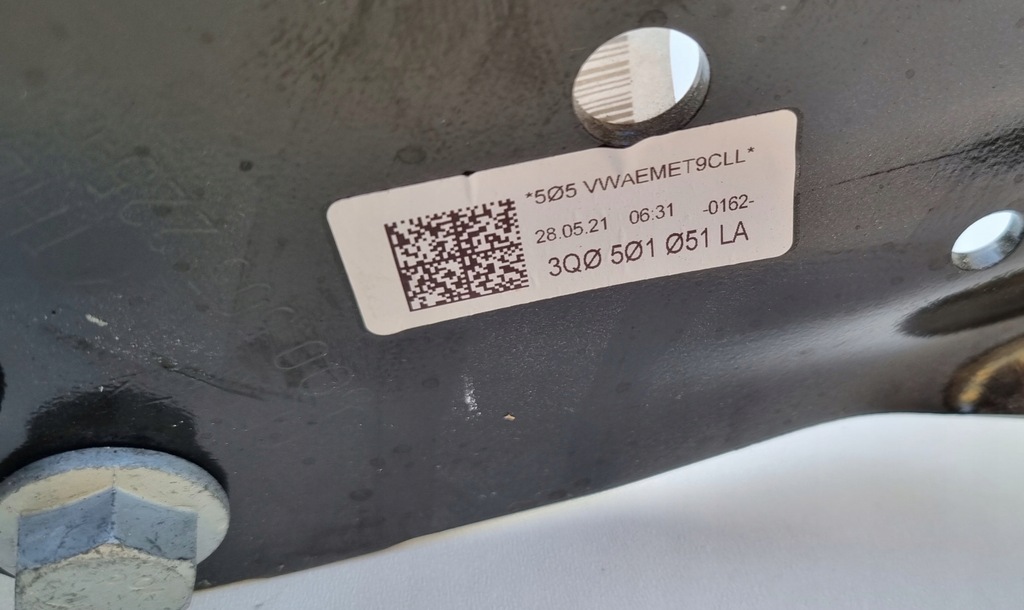 *5Ø5 VWAEMET9CLL*
28.05.21 06:31 -0162-
3QØ 5Ø1 Ø51 LA